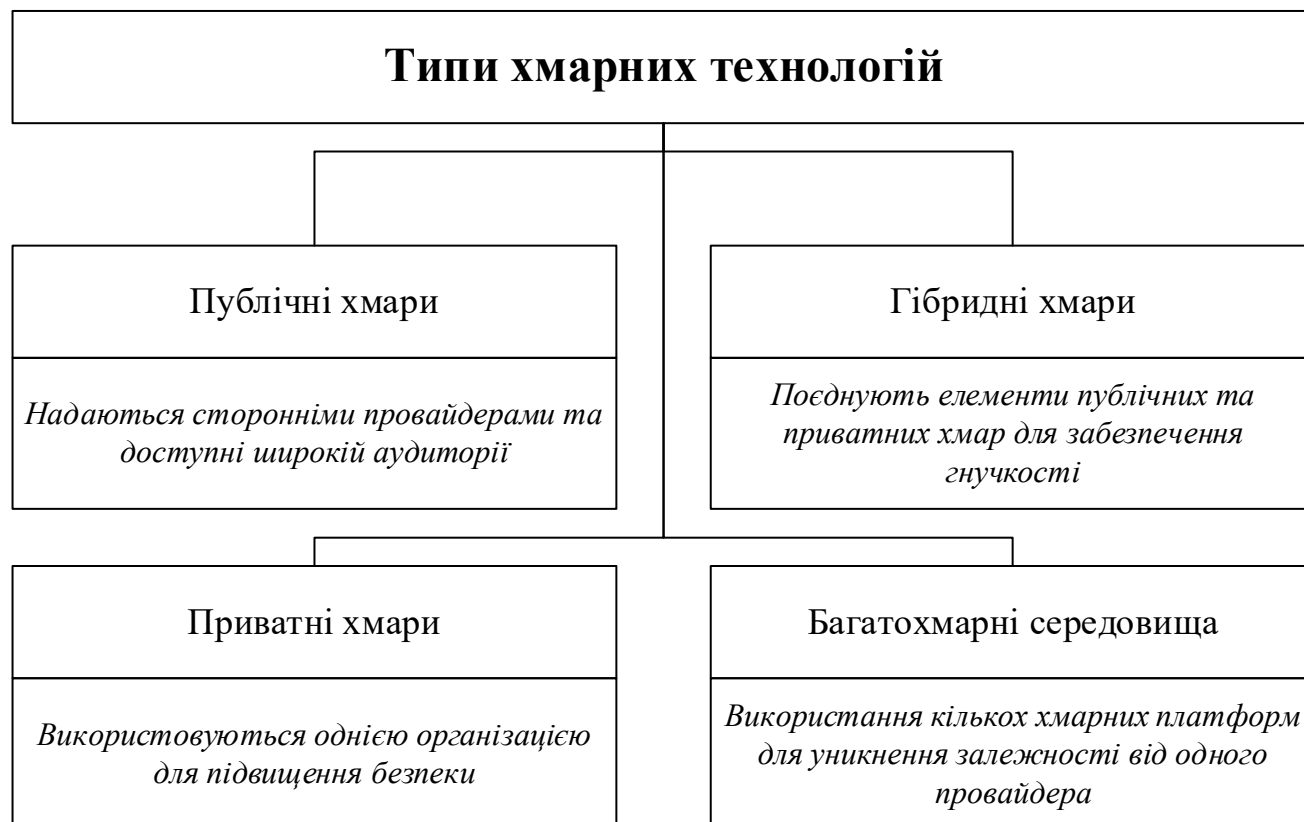 Типи хмарних технологій
Публічні хмари
Надаються сторонніми провайдерами та
доступні широкій аудиторії
Гібридні хмари
Поєднують елементи публічних та
приватних хмар для забезпечення
гнучкості
Приватні хмари
Використовуються однією організацією
для підвищення безпеки
Багатохмарні середовища
Використання кількох хмарних платформ
для уникнення залежності від одного
провайдера